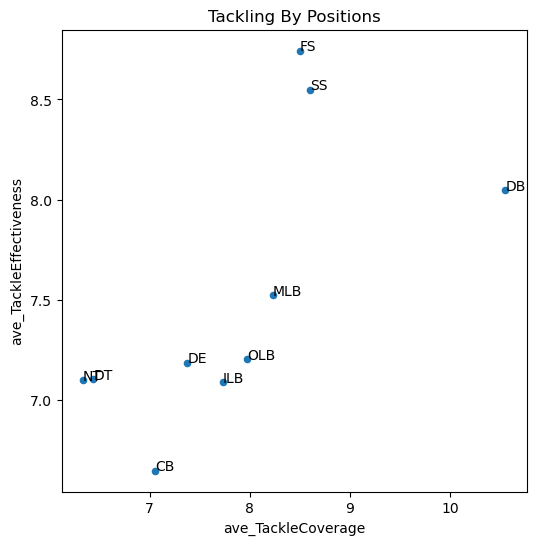 Tackling By Positions
FS
SS
8.5
DB
8.0
ave_TackleEffectiveness
MLB
7.5
OLB
DE
NT
DT
ILB
7.0
CB
7
8
9
10
ave_TackleCoverage